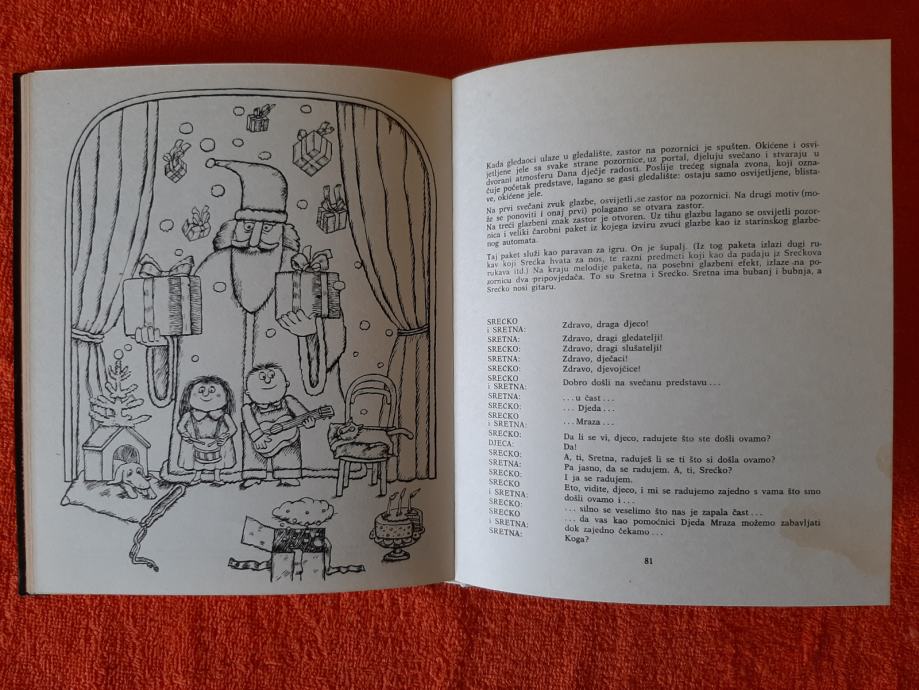 Kada gledaoci ulaze u gledalište, zastor na pozornici je spušten. Okićene i osvi-
jetljene jele sa svake strane pozornice, uz portal, djeluju svečano i stvaraju u
dvorani atmosferu Dana dječje radosti. Poslije trećeg signala zvona, koji ozna-
čuje početak predstave, lagano se gasi gledalište: ostaju samo osvijetljene, blista-
ve, okićene jele.
Na prvi svečani zvuk glazbe, osvijetli se zastor na pozornici. Na drugi motiv (mo-
že se ponoviti i onaj prvi) polagano se otvara zastor.
Na treći glazbeni znak zastor je otvoren. Uz tihu glazbu lagano se osvijetli pozor-
nica i veliki čarobni paket iz kojega izviru zvuci glazbe kao iz starinskog glazbe-
nog automata.
Taj paket služi kao paravan za igru. On je šupalj. (Iz tog paketa izlazi dugi ru-
kav koji Srećka hvata za nos, te razni predmeti koji kao da padaju iz Srećkova
rukava itd.) Na kraju melodije paketa, na posebni glazbeni efekt, izlaze na po-
zornicu dva pripovjedača. To su Sretna i Srećko. Sretna ima bubanj i bubnja, a
Srećko nosi gitaru.
SREĆKO
i SRETNA: Zdravo, draga djeco!
SRETNA: Zdravo, dragi gledatelji!
SREĆKO: Zdravo, dragi slušatelji!
SRETNA: Zdravo, dječaci!
SREĆKO: Zdravo, djevojčice!
SREĆKO
i SRETNA: Dobro došli na svečanu predstavu . . .
SRETNA: . . . u čast . . .
SREĆKO: . . . Djeda . . .
SREĆKO
i SRETNA: . . . Mraza . . .
SREĆKO: Da li se vi, djeco, radujete što ste došli ovamo?
DJECA: Da!
SREĆKO: A, ti, Sretna, raduješ li se ti što si došla ovamo?
SRETNA: Pa jasno, da se radujem. A, ti, Srećko?
SREĆKO: I ja se radujem.
SREĆKO
i SRETNA: Eto, vidite, djeco, i mi se radujemo zajedno s vama što smo
došli ovamo i . . .
SREĆKO: . . . silno se veselimo što nas je zapala čast . . .
SREĆKO
i SRETNA: . . . da vas kao pomoćnici Djeda Mraza možemo zabavljati
dok zajedno čekamo . . .
SRETNA: Koga?
81